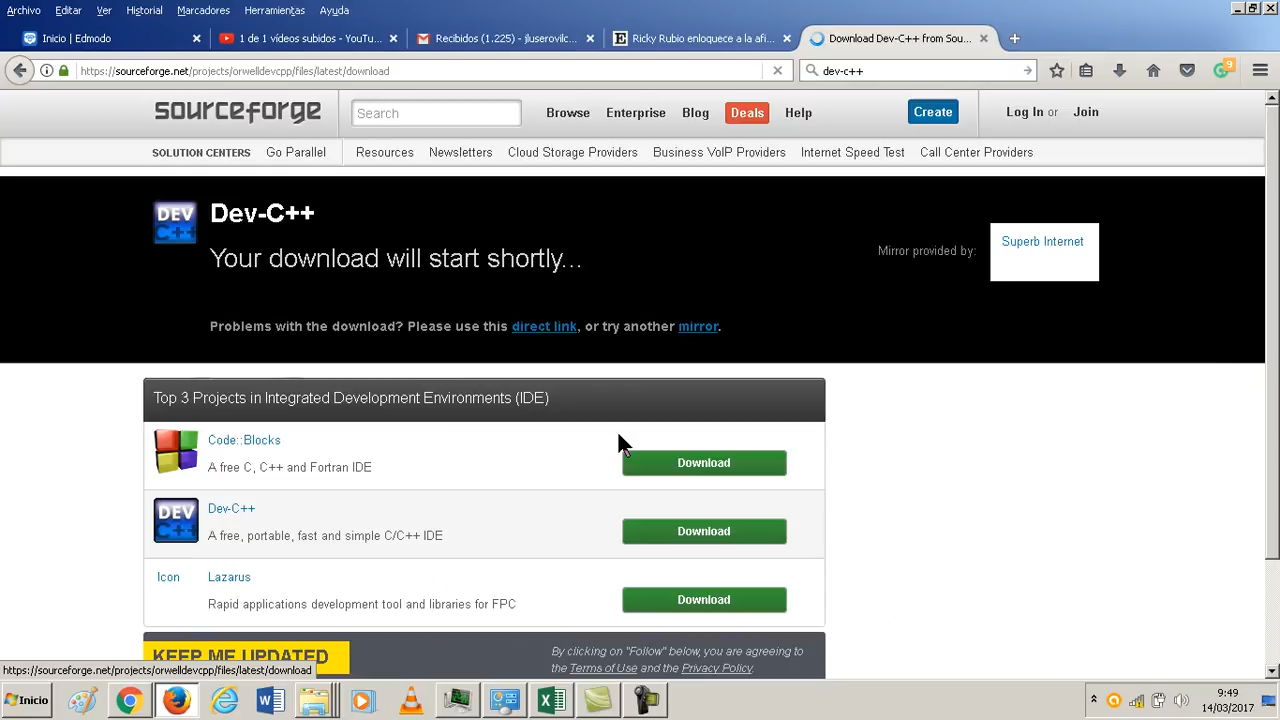 Archivo Editar Ver Historial Marcadores Herramientas Ayuda
Inicio | Edmodo
1 de 1 vídeos subidos - YouTu...
Recibidos (1.225) - jluserovilc...
Ricky Rubio enloquece a la afi...
Download Dev-C++ from Sou...
https://sourceforge.net/projects/orwelldevcpp/files/latest/download
dev-c++
9
sourceforge
Search
Browse Enterprise Blog Deals Help
Create
Log In or Join
SOLUTION CENTERS Go Parallel Resources Newsletters Cloud Storage Providers Business VoIP Providers Internet Speed Test Call Center Providers
DEV C++
Dev-C++
Your download will start shortly...
Mirror provided by:
Superb Internet
Problems with the download? Please use this direct link, or try another mirror.
Top 3 Projects in Integrated Development Environments (IDE)
Code::Blocks
A free C, C++ and Fortran IDE
Download
DEV C++
Dev-C++
A free, portable, fast and simple C/C++ IDE
Download
Icon
Lazarus
Rapid applications development tool and libraries for FPC
Download
KEEP ME UPDATED
By clicking on "Follow" below, you are agreeing to
the Terms of Use and the Privacy Policy.
https://sourceforge.net/projects/orwelldevcpp/files/latest/download
Inicio
9:49
14/03/2017